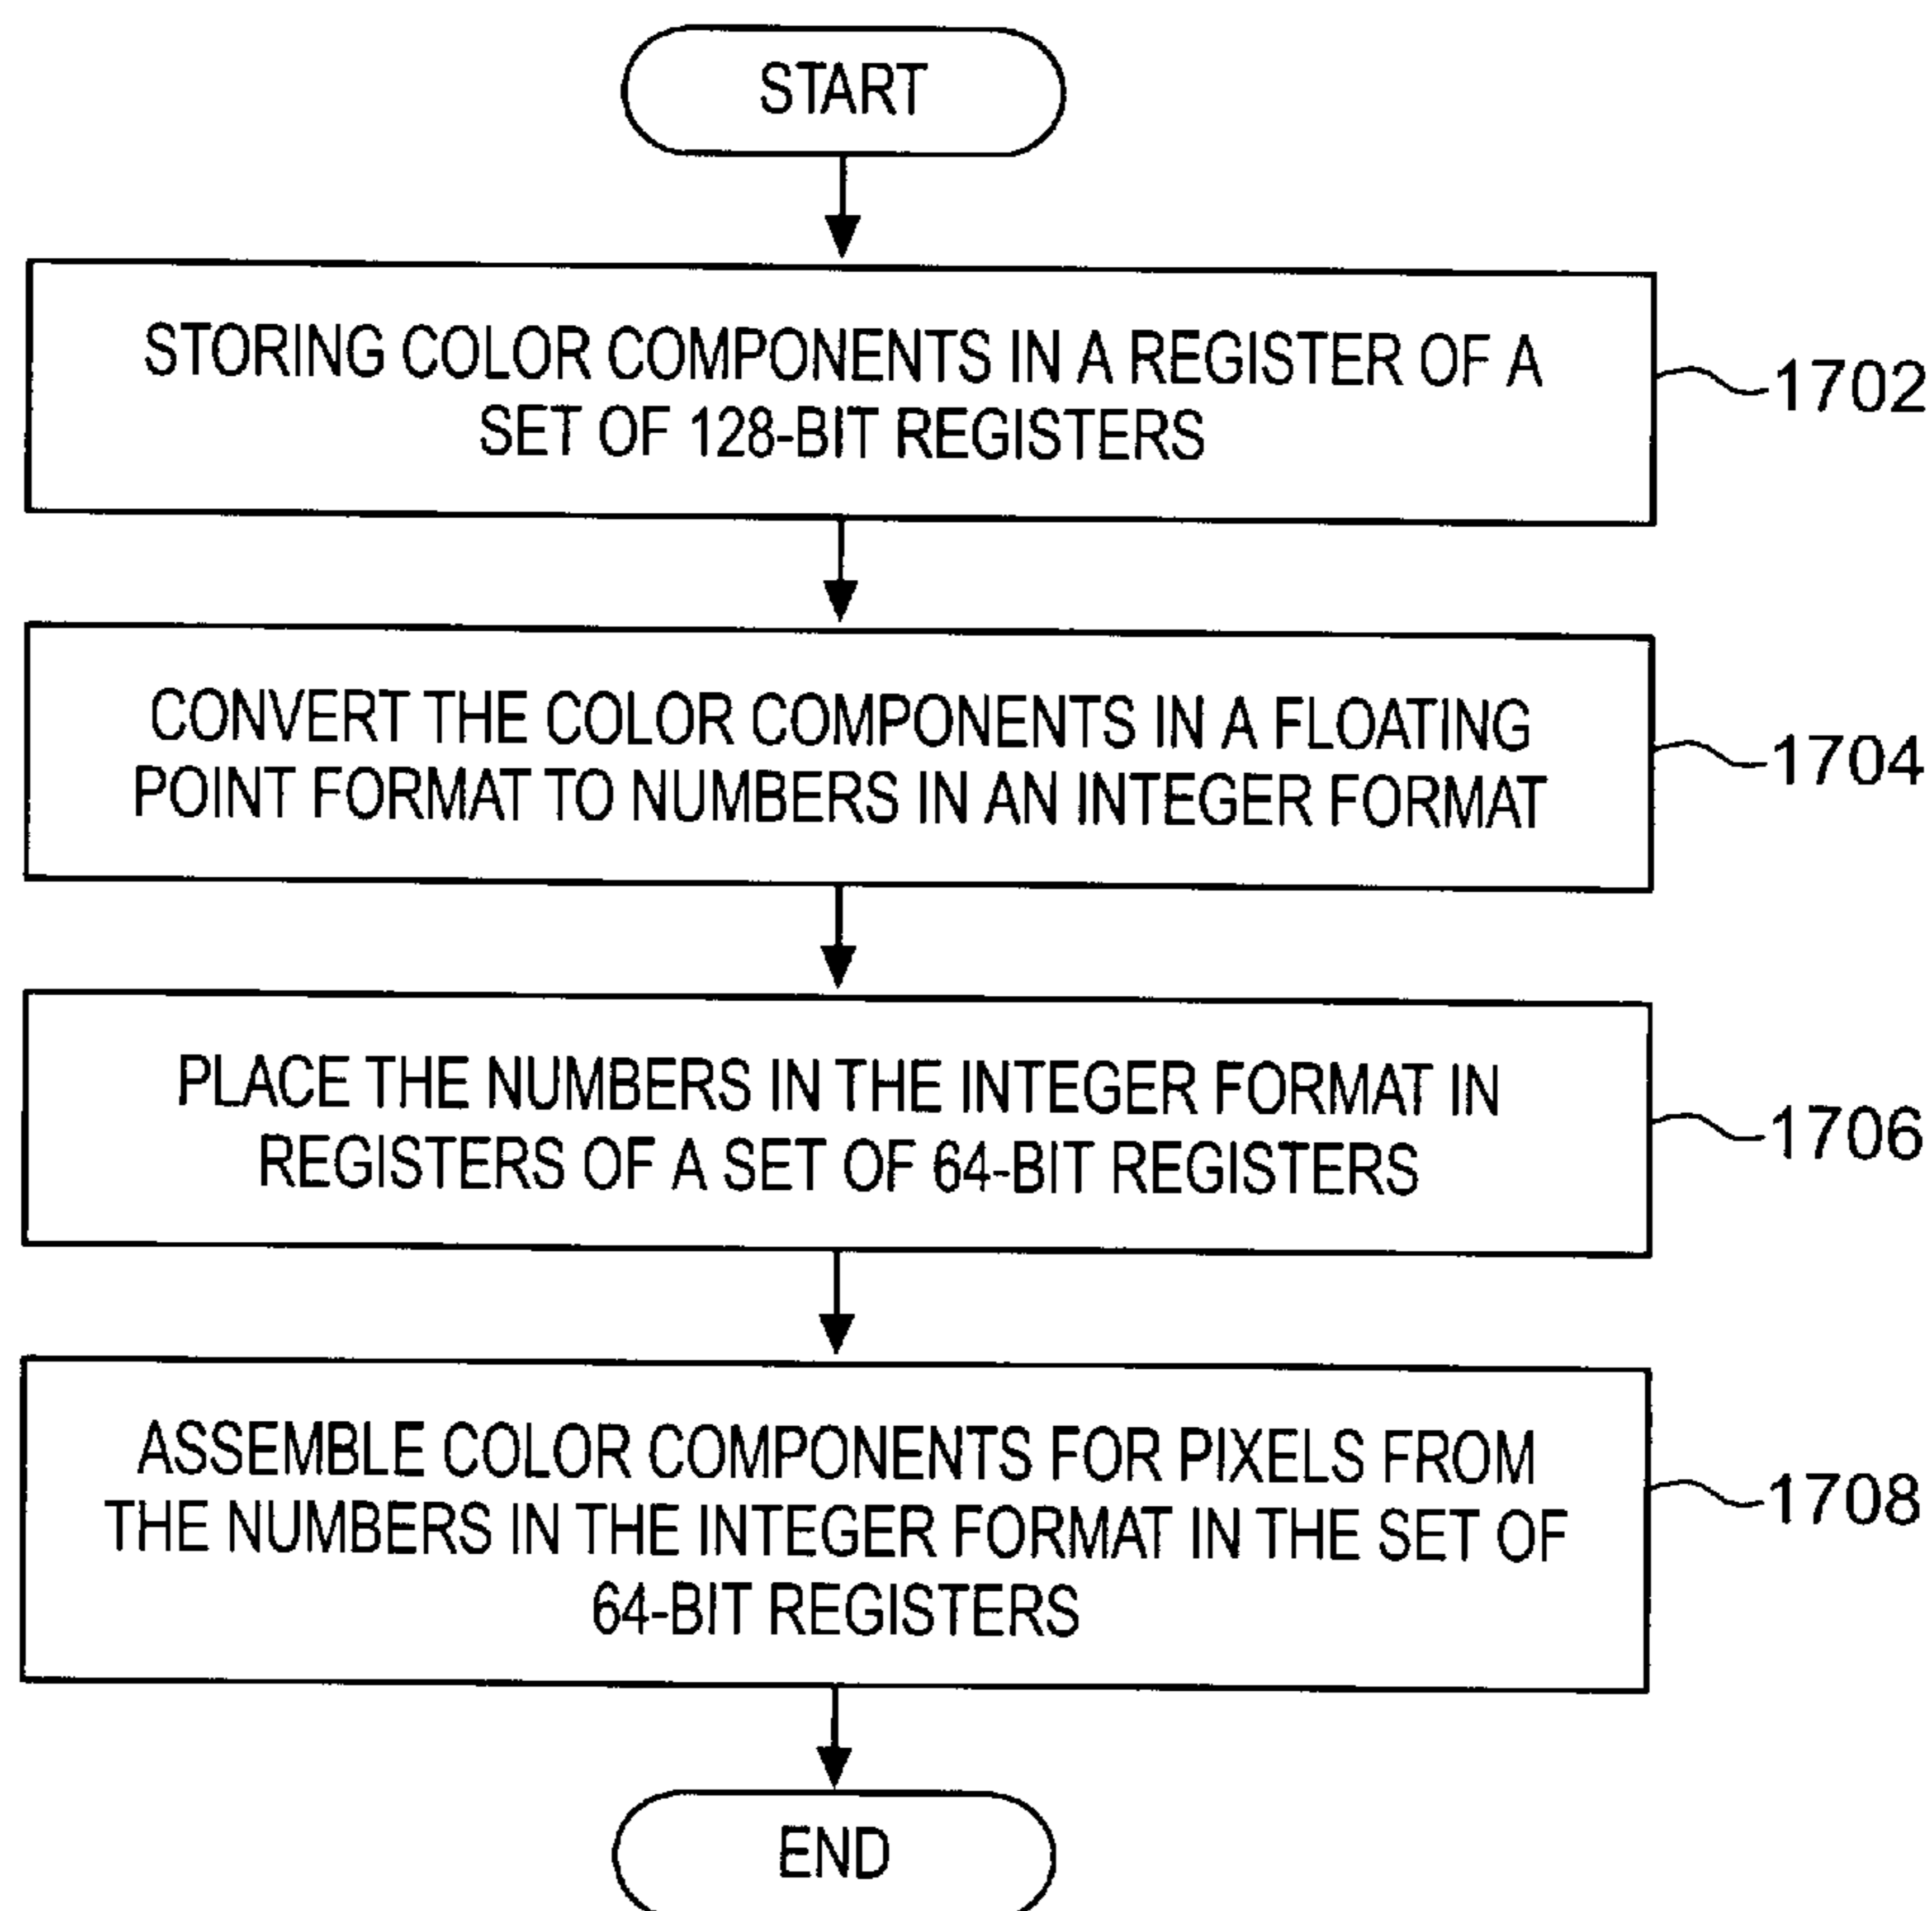 START
STORING COLOR COMPONENTS IN A REGISTER OF A
SET OF 128-BIT REGISTERS
1702
CONVERT THE COLOR COMPONENTS IN A FLOATING
POINT FORMAT TO NUMBERS IN AN INTEGER FORMAT
1704
PLACE THE NUMBERS IN THE INTEGER FORMAT IN
REGISTERS OF A SET OF 64-BIT REGISTERS
1706
ASSEMBLE COLOR COMPONENTS FOR PIXELS FROM
THE NUMBERS IN THE INTEGER FORMAT IN THE SET OF
64-BIT REGISTERS
1708
END